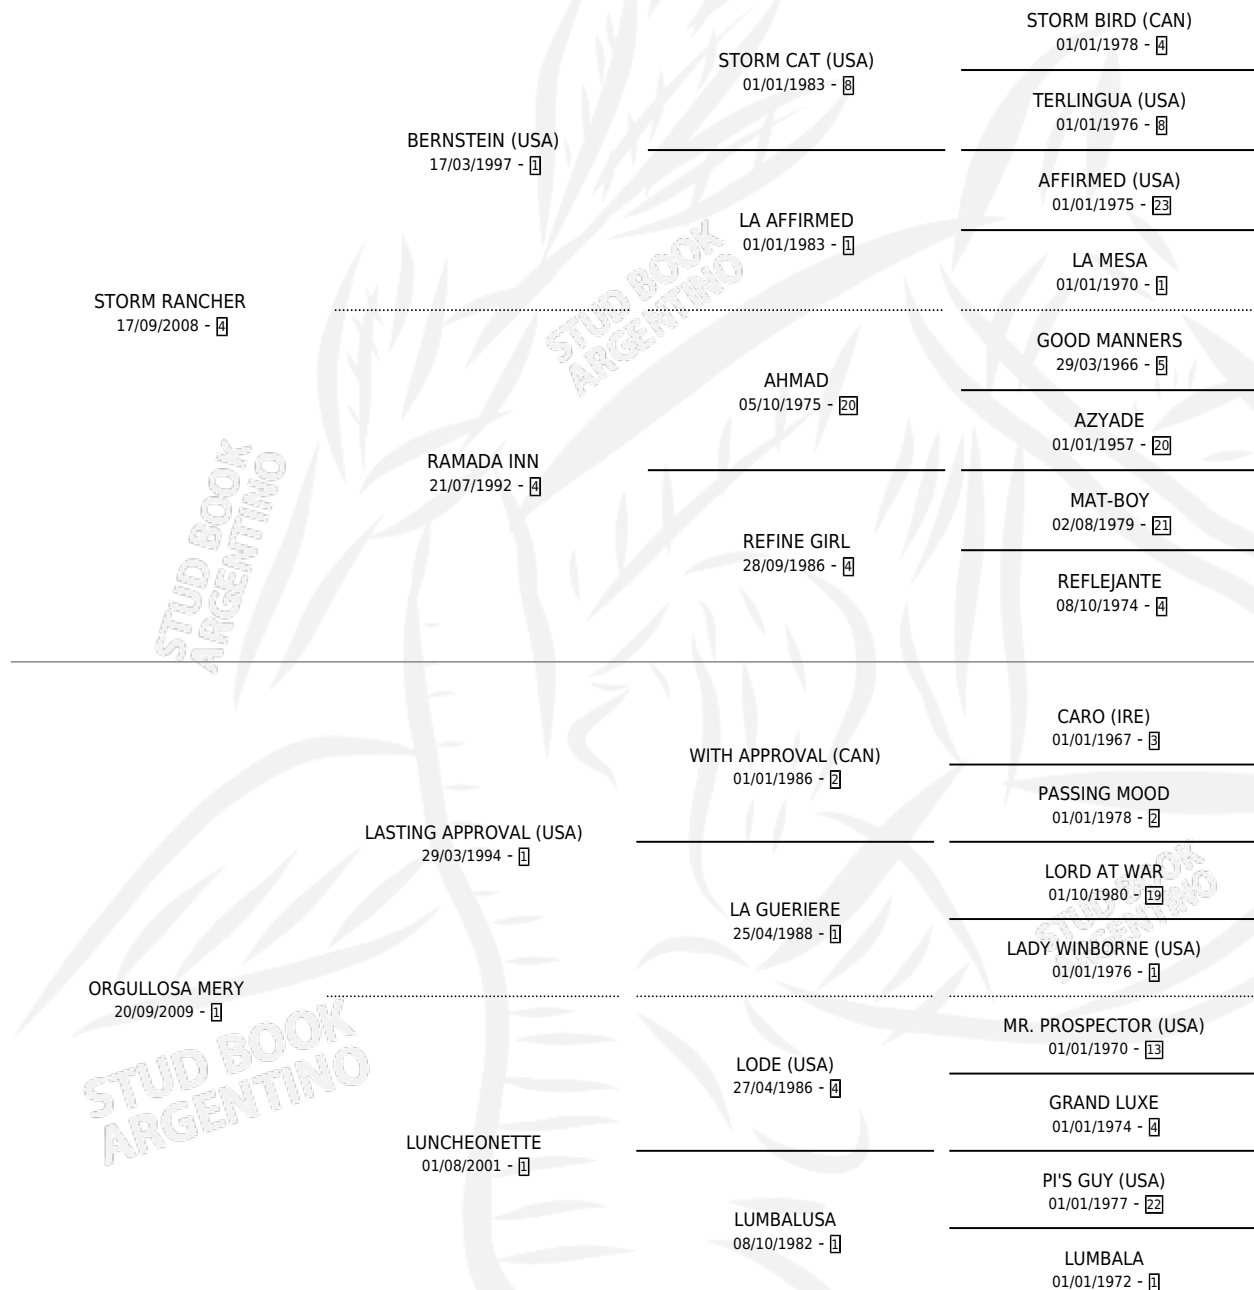 STORM RANCHER
17/09/2008 - 4
BERNSTEIN (USA)
17/03/1997 - 1
RAMADA INN
21/07/1992 - 4
STORM CAT (USA)
01/01/1983 - 8
LA AFFIRMED
01/01/1983 - 1
AHMAD
05/10/1975 - 20
REFINE GIRL
28/09/1986 - 4
STORM BIRD (CAN)
01/01/1978 - 4
TERLINGUA (USA)
01/01/1976 - 8
AFFIRMED (USA)
01/01/1975 - 23
LA MESA
01/01/1970 - 1
GOOD MANNERS
29/03/1966 - 5
AZYADE
01/01/1957 - 20
MAT-BOY
02/08/1979 - 21
REFLEJANTE
08/10/1974 - 4
ORGULLOSA MERY
20/09/2009 - 1
LASTING APPROVAL (USA)
29/03/1994 - 1
LUNCHEONETTE
01/08/2001 - 1
WITH APPROVAL (CAN)
01/01/1986 - 2
LA GUERIERE
25/04/1988 - 1
LODE (USA)
27/04/1986 - 4
LUMBALUSA
08/10/1982 - 1
CARO (IRE)
01/01/1967 - 3
PASSING MOOD
01/01/1978 - 2
LORD AT WAR
01/10/1980 - 19
LADY WINBORNE (USA)
01/01/1976 - 1
MR. PROSPECTOR (USA)
01/01/1970 - 13
GRAND LUXE
01/01/1974 - 4
PI'S GUY (USA)
01/01/1977 - 22
LUMBALA
01/01/1972 - 1
STUD BOOK
ARGENTINO
STUD BOOK
ARGENTINO
STUD BOOK
ARGENTINO
STUD BOOK
ARGENTINO